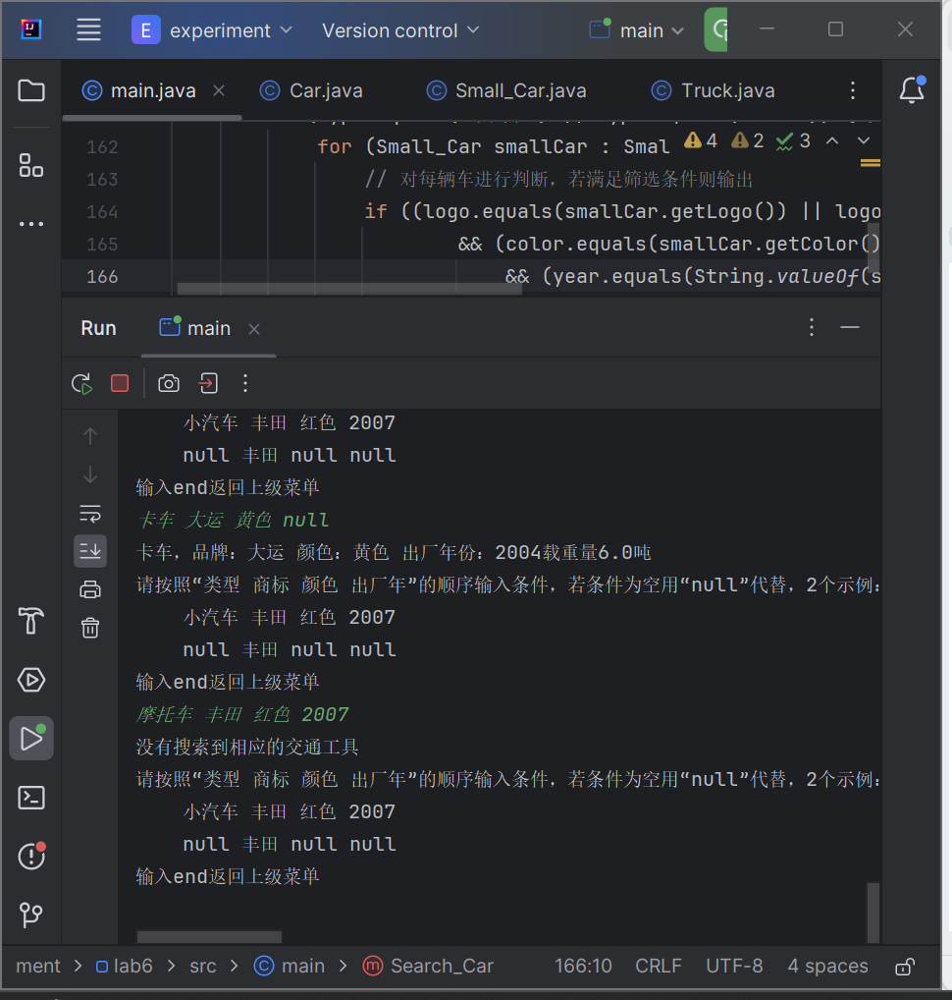 E experiment Version control main
main.java Car.java Small_Car.java Truck.java
162 for (Small_Car smallCar : Smal 4 2 3
163 // 对每辆车进行判断，若满足筛选条件则输出
164 if ((logo.equals(smallCar.getLogo()) || logo
165 && (color.equals(smallCar.getColor()
166 && (year.equals(String.valueOf(s
Run main
小汽车 丰田 红色 2007
null 丰田 null null
输入end返回上级菜单
卡车 大运 黄色 null
卡车，品牌：大运 颜色：黄色 出厂年份：2004载重量6.0吨
请按照“类型 商标 颜色 出厂年”的顺序输入条件，若条件为空用“null”代替，2个示例：
小汽车 丰田 红色 2007
null 丰田 null null
输入end返回上级菜单
摩托车 丰田 红色 2007
没有搜索到相应的交通工具
请按照“类型 商标 颜色 出厂年”的顺序输入条件，若条件为空用“null”代替，2个示例：
小汽车 丰田 红色 2007
null 丰田 null null
输入end返回上级菜单
ment > lab6 > src > main > Search_Car 166:10 CRLF UTF-8 4 spaces